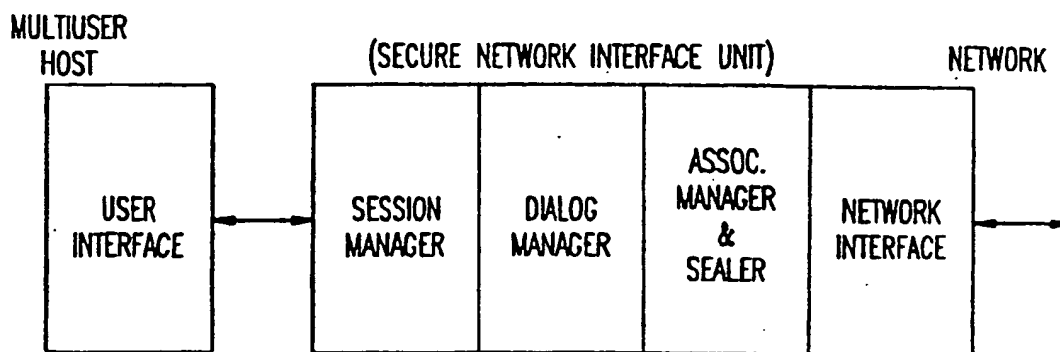 MULTIUSER
HOST
(SECURE NETWORK INTERFACE UNIT)
NETWORK
USER
INTERFACE
SESSION
MANAGER
DIALOG
MANAGER
ASSOC.
MANAGER
&
SEALER
NETWORK
INTERFACE